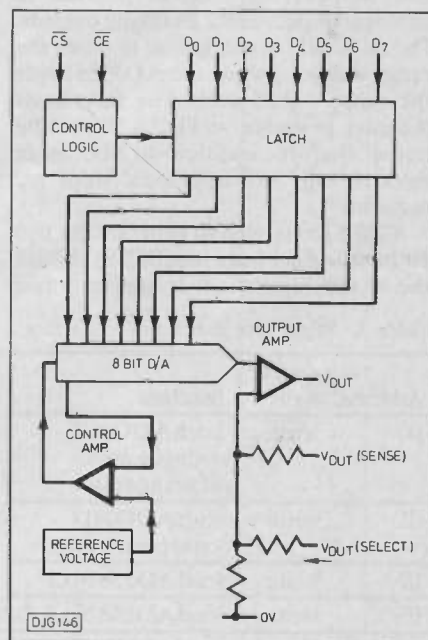 CS CE D0 D1 D2 D3 D4 D5 D6 D7
CONTROL
LOGIC
LATCH
8 BIT D/A
OUTPUT
AMP.
VOUT
CONTROL
AMP.
VOUT (SENSE)
VOUT (SELECT)
REFERENCE
VOLTAGE
0V
DJG146